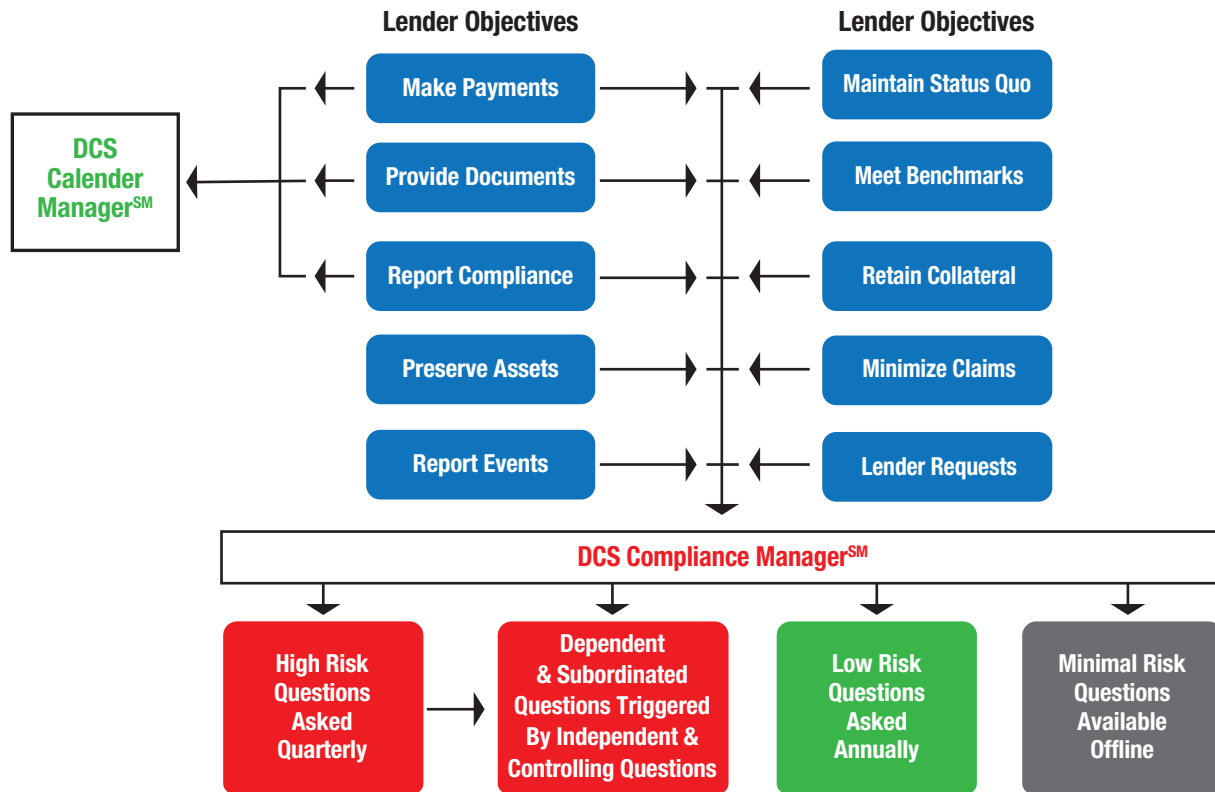 Lender Objectives
Lender Objectives
Make Payments
Maintain Status Quo
DCS
Calender
Manager℠
Provide Documents
Meet Benchmarks
Report Compliance
Retain Collateral
Preserve Assets
Minimize Claims
Report Events
Lender Requests
DCS Compliance Manager℠
High Risk
Questions
Asked
Quarterly
Dependent
& Subordinated
Questions Triggered
By Independent &
Controlling Questions
Low Risk
Questions
Asked
Annually
Minimal Risk
Questions
Available
Offline